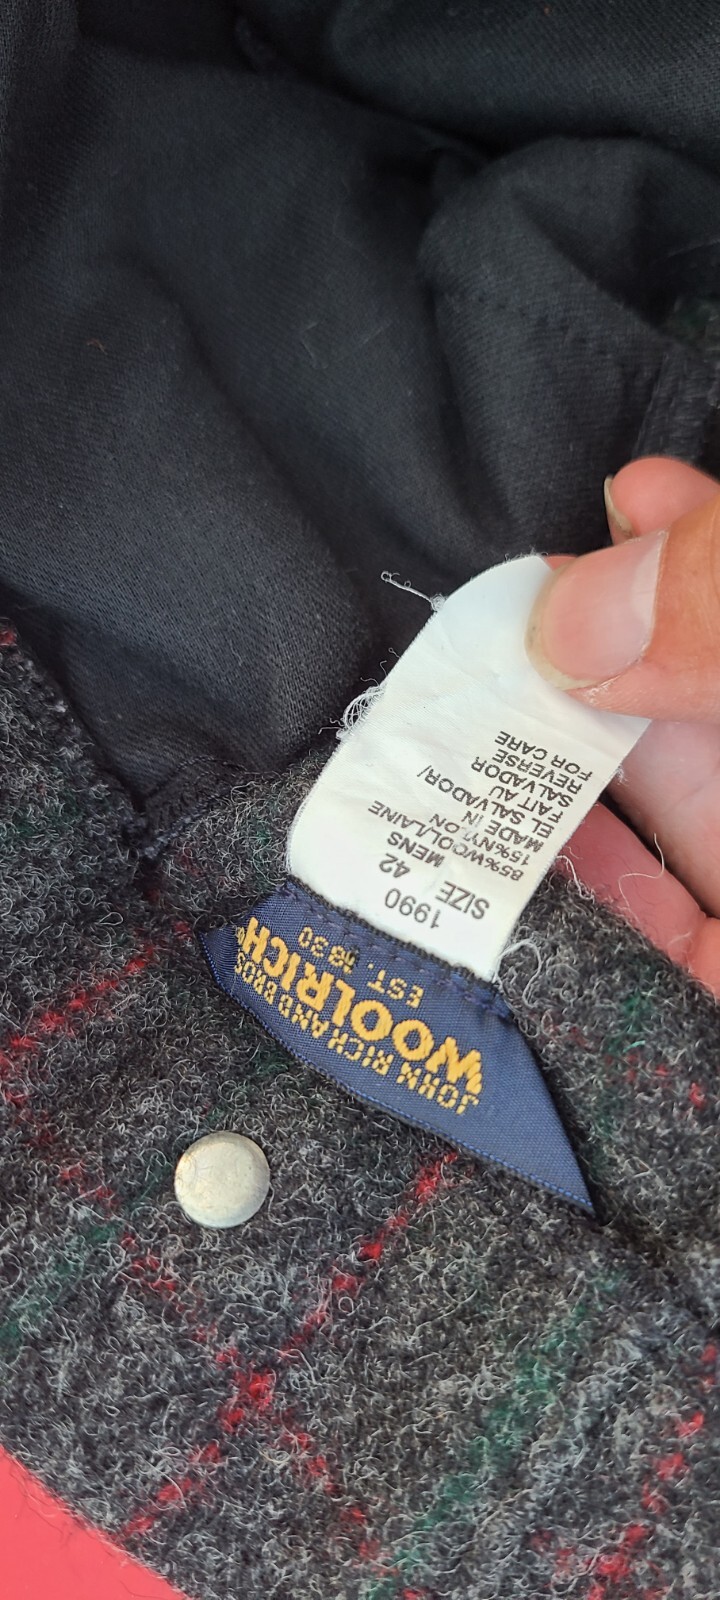 JOHN RICH AND BROS
WOOLRICH®
EST. 1830
1990
SIZE 42
MENS
85%WOOL/LAINE
15%NYLON
MADE IN
EL SALVADOR/
FAIT AU
SALVADOR
REVERSE
FOR CARE